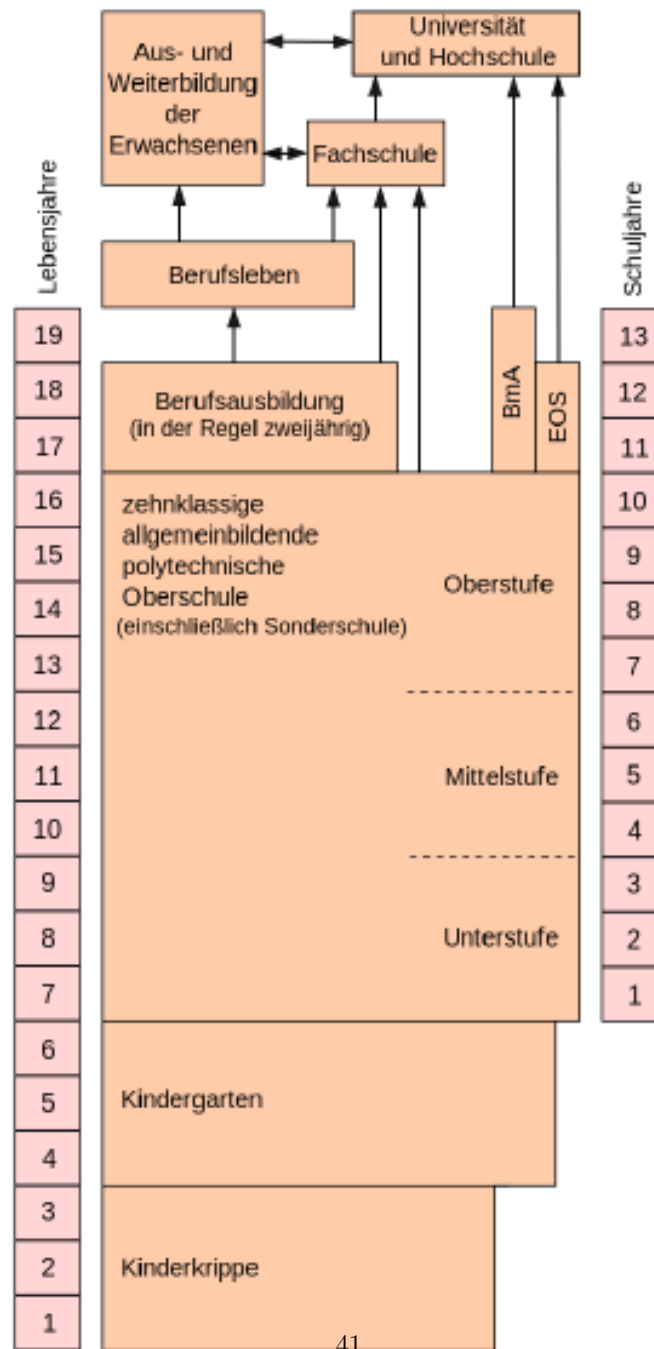 Aus- und
Weiterbildung
der
Erwachsenen
Universität
und Hochschule
Fachschule
Lebensjahre
Schuljahre
Berufsleben
19
13
18
Berufsausbildung
(in der Regel zweijährig)
BmA
EOS
12
17
11
16
zehnklassige
allgemeinbildende
polytechnische
Oberschule
(einschließlich Sonderschule)
10
15
Oberstufe
9
14
8
13
7
12
6
11
Mittelstufe
5
10
4
9
3
8
Unterstufe
2
7
1
6
5
Kindergarten
4
3
2
Kinderkrippe
1
41